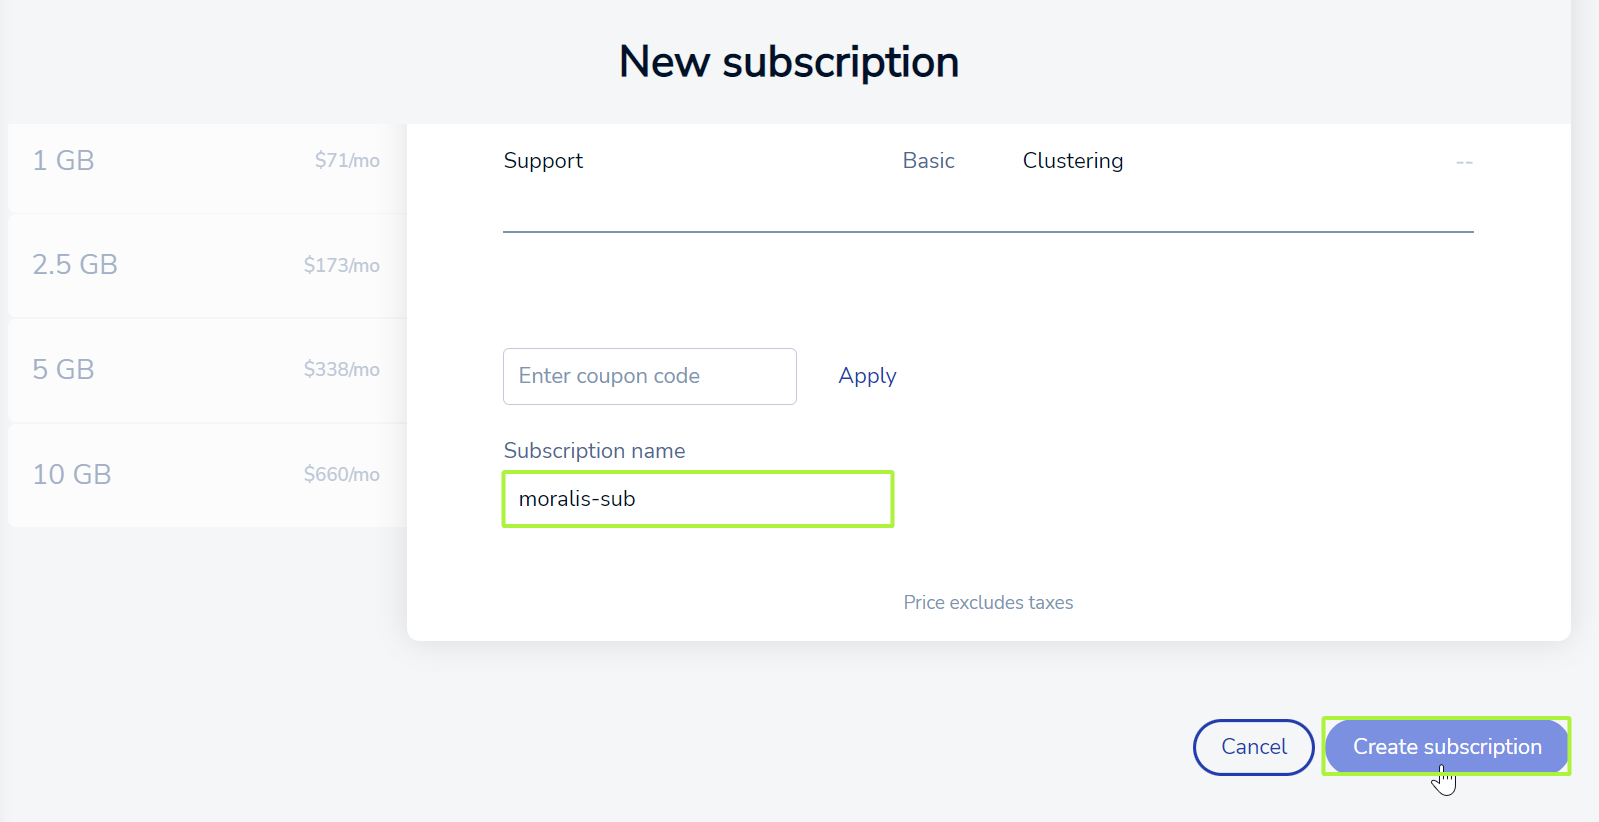 New subscription
1 GB $71/mo
2.5 GB $173/mo
5 GB $338/mo
10 GB $660/mo
Support Basic Clustering --
Enter coupon code Apply
Subscription name
moralis-sub
Price excludes taxes
Cancel Create subscription